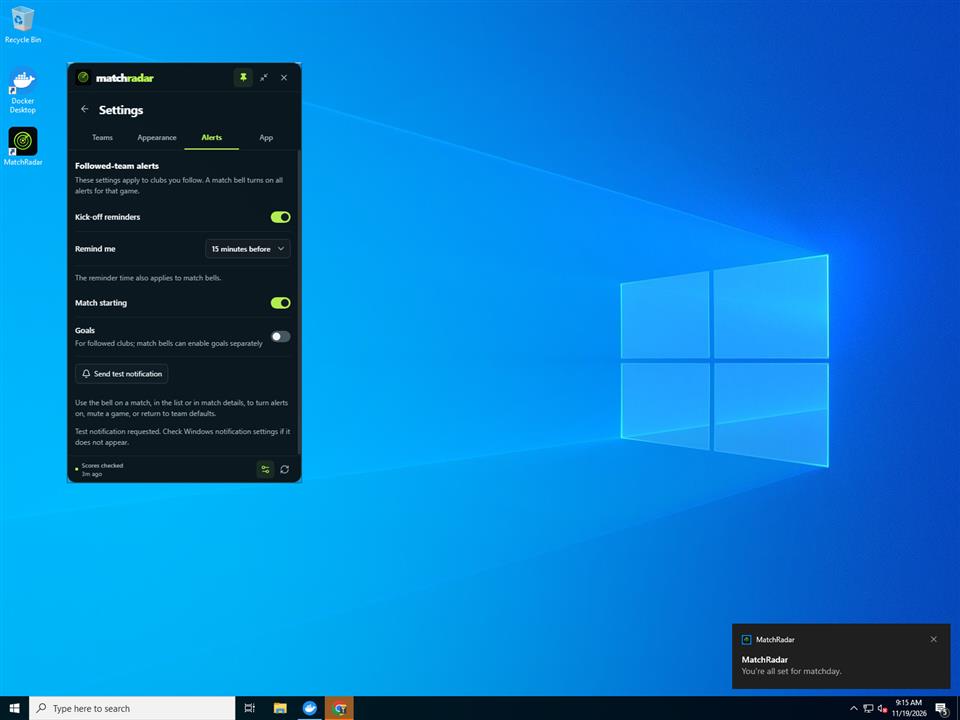 Recycle Bin
Docker
Desktop
MatchRadar
matchradar
Settings
Teams
Appearance
Alerts
App
Followed-team alerts
These settings apply to clubs you follow. A match bell turns on all
alerts for that game.
Kick-off reminders
Remind me
15 minutes before
The reminder time also applies to match bells.
Match starting
Goals
For followed clubs; match bells can enable goals separately
Send test notification
Use the bell on a match, in the list or in match details, to turn alerts
on, mute a game, or return to team defaults.
Test notification requested. Check Windows notification settings if it
does not appear.
Scores checked
3m ago
MatchRadar
MatchRadar
You're all set for matchday.
Type here to search
9:15 AM
11/19/2026